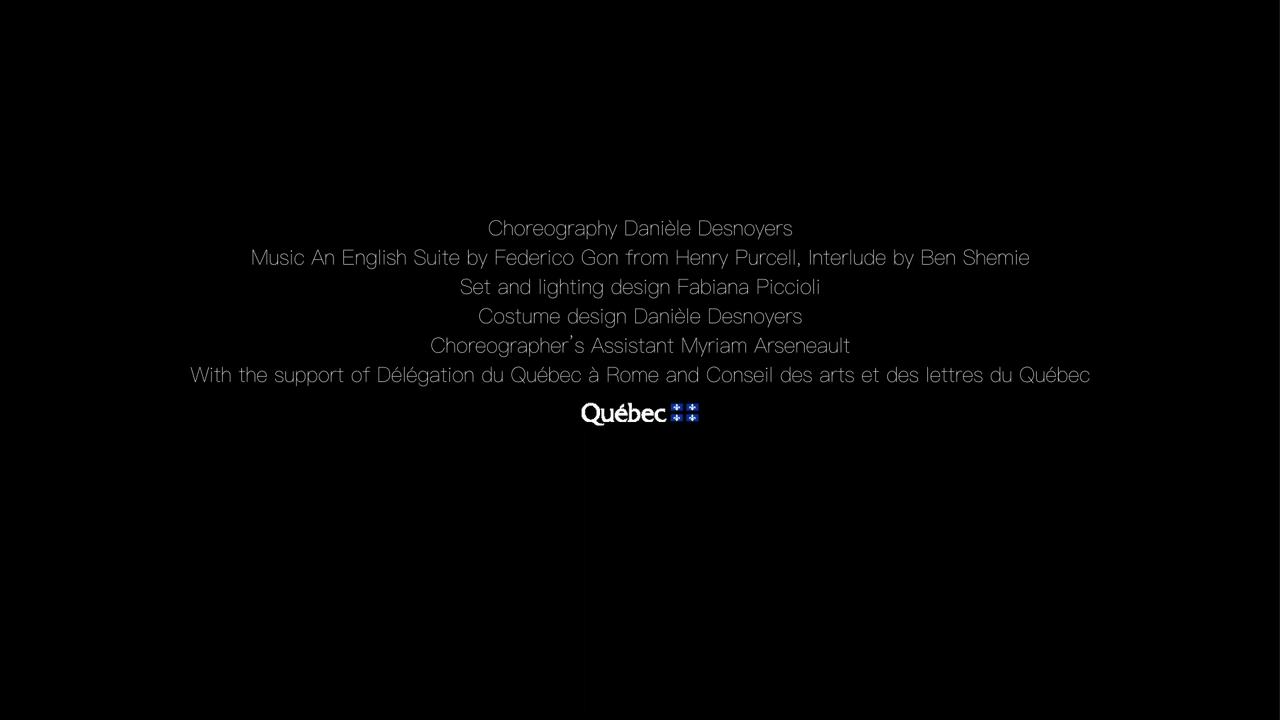 Choreography Danièle Desnoyers
Music An English Suite by Federico Gon from Henry Purcell, Interlude by Ben Shemie
Set and lighting design Fabiana Piccioli
Costume design Danièle Desnoyers
Choreographer's Assistant Myriam Arseneault
With the support of Délégation du Québec à Rome and Conseil des arts et des lettres du Québec
Québec